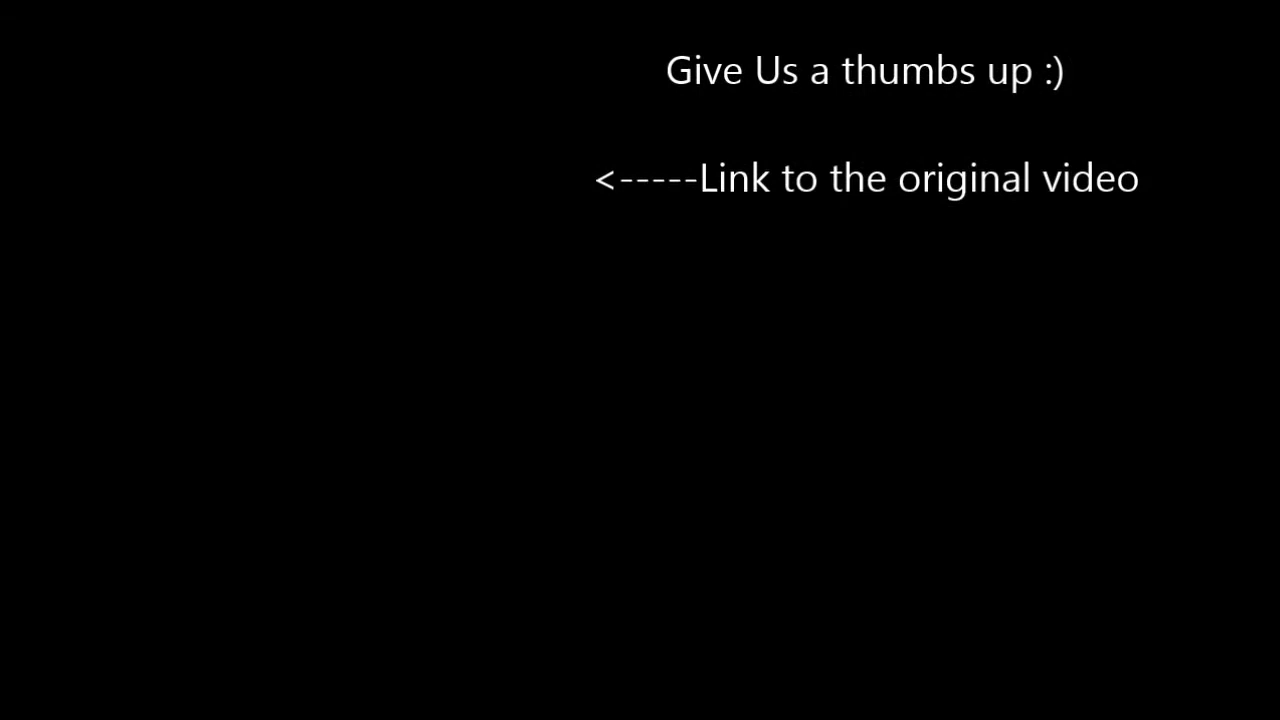 Give Us a thumbs up :)
<-----Link to the original video